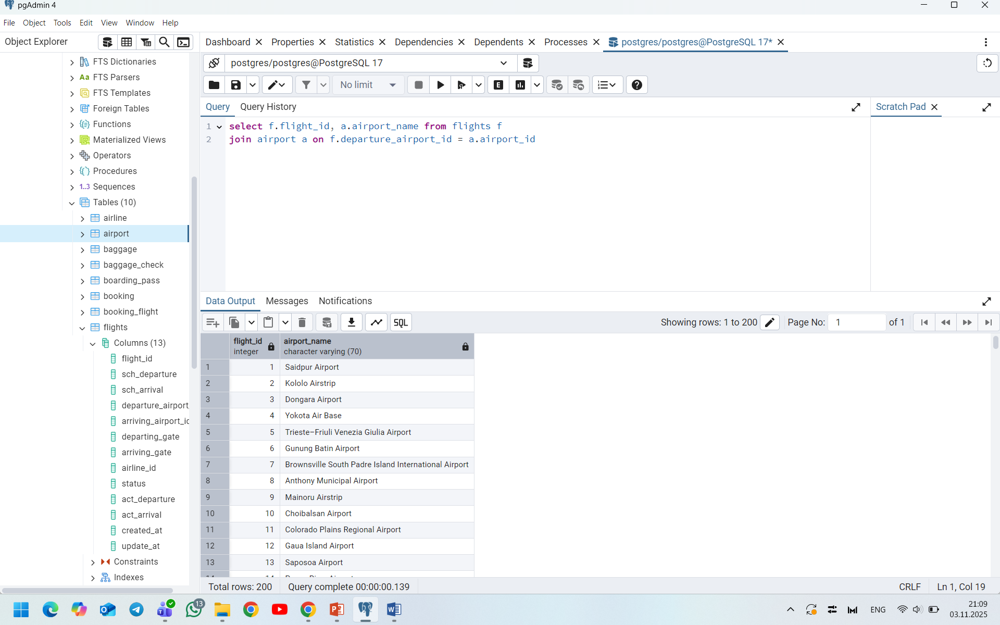 pgAdmin 4
File Object Tools Edit View Window Help
Object Explorer
Dashboard Properties Statistics Dependencies Dependents Processes postgres/postgres@PostgreSQL 17*
postgres/postgres@PostgreSQL 17
No limit
E
Query Query History
Scratch Pad
1 select f.flight_id, a.airport_name from flights f
2 join airport a on f.departure_airport_id = a.airport_id
FTS Dictionaries
Aa FTS Parsers
FTS Templates
Foreign Tables
Functions
Materialized Views
Operators
Procedures
1..3 Sequences
Tables (10)
airline
airport
baggage
baggage_check
boarding_pass
booking
booking_flight
flights
Columns (13)
flight_id
sch_departure
sch_arrival
departure_airport_
arriving_airport_id
departing_gate
arriving_gate
airline_id
status
act_departure
act_arrival
created_at
update_at
Constraints
Indexes
Data Output Messages Notifications
SQL
Showing rows: 1 to 200
Page No: 1 of 1
flight_id integer
airport_name character varying (70)
1 1 Saidpur Airport
2 2 Kololo Airstrip
3 3 Dongara Airport
4 4 Yokota Air Base
5 5 Trieste–Friuli Venezia Giulia Airport
6 6 Gunung Batin Airport
7 7 Brownsville South Padre Island International Airport
8 8 Anthony Municipal Airport
9 9 Mainoru Airstrip
10 10 Choibalsan Airport
11 11 Colorado Plains Regional Airport
12 12 Gaua Island Airport
13 13 Saposoa Airport
Total rows: 200 Query complete 00:00:00.139
CRLF Ln 1, Col 19
13
ENG
21:09
03.11.2025